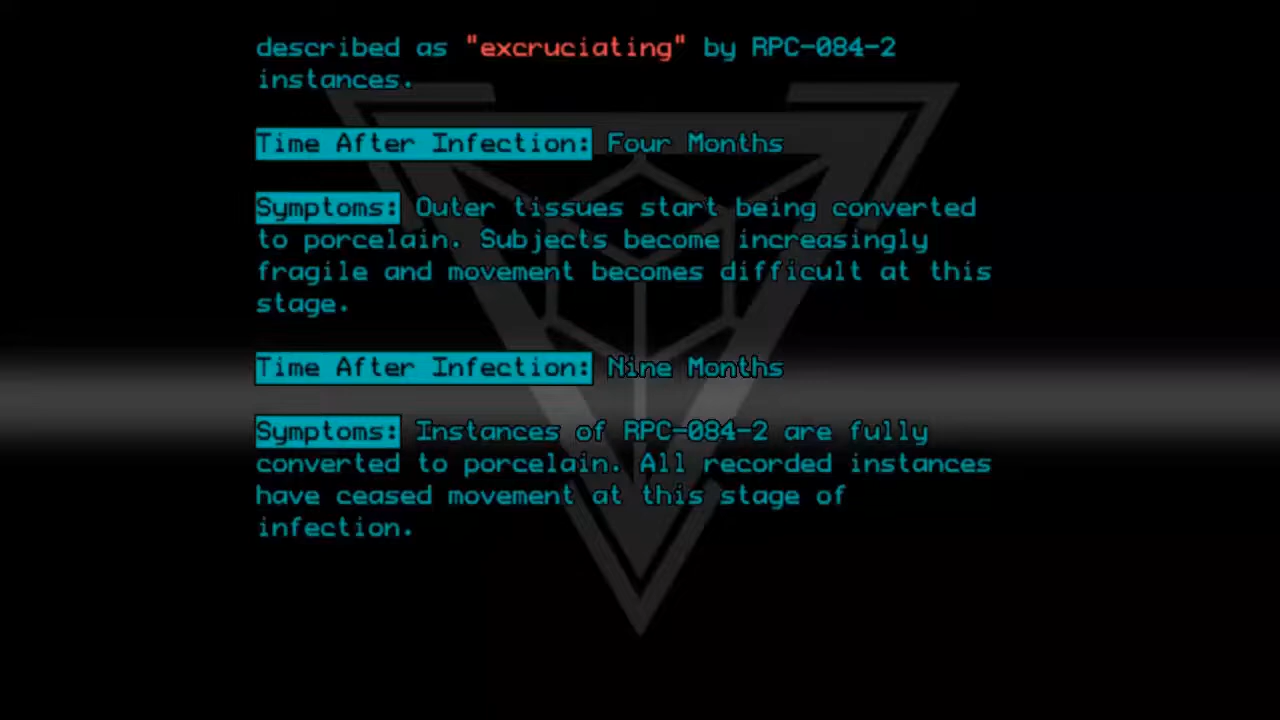 described as "excruciating" by RPC-084-2
instances.
Time After Infection: Four Months
Symptoms: Outer tissues start being converted
to porcelain. Subjects become increasingly
fragile and movement becomes difficult at this
stage.
Time After Infection: Nine Months
Symptoms: Instances of RPC-084-2 are fully
converted to porcelain. All recorded instances
have ceased movement at this stage of
infection.